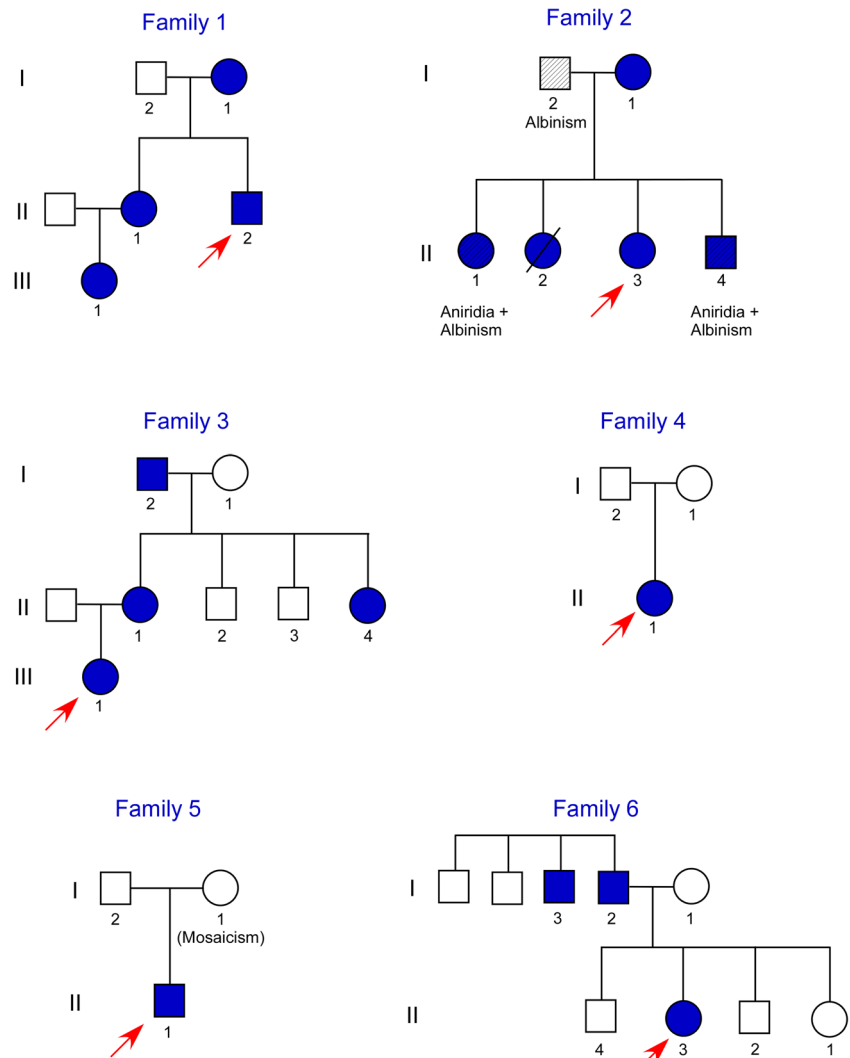 Family 1
I
2
1
II
1
2
III
1
Family 2
I
2
Albinism
1
II
1
2
3
4
Aniridia +
Albinism
Aniridia +
Albinism
Family 3
I
2
1
II
1
2
3
4
III
1
Family 4
I
2
1
II
1
Family 5
I
2
1
(Mosaicism)
II
1
Family 6
I
3
2
1
II
4
3
2
1